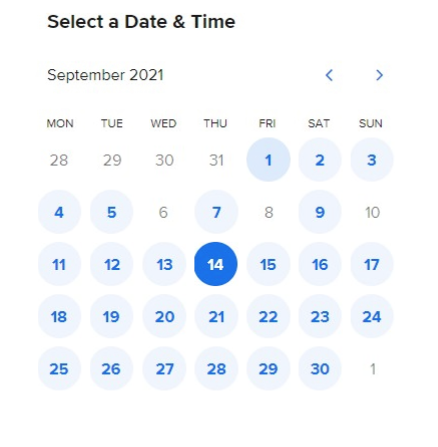 Select a Date & Time
September 2021
MON TUE WED THU FRI SAT SUN
28 29 30 31 1 2 3
4 5 6 7 8 9 10
11 12 13 14 15 16 17
18 19 20 21 22 23 24
25 26 27 28 29 30 1